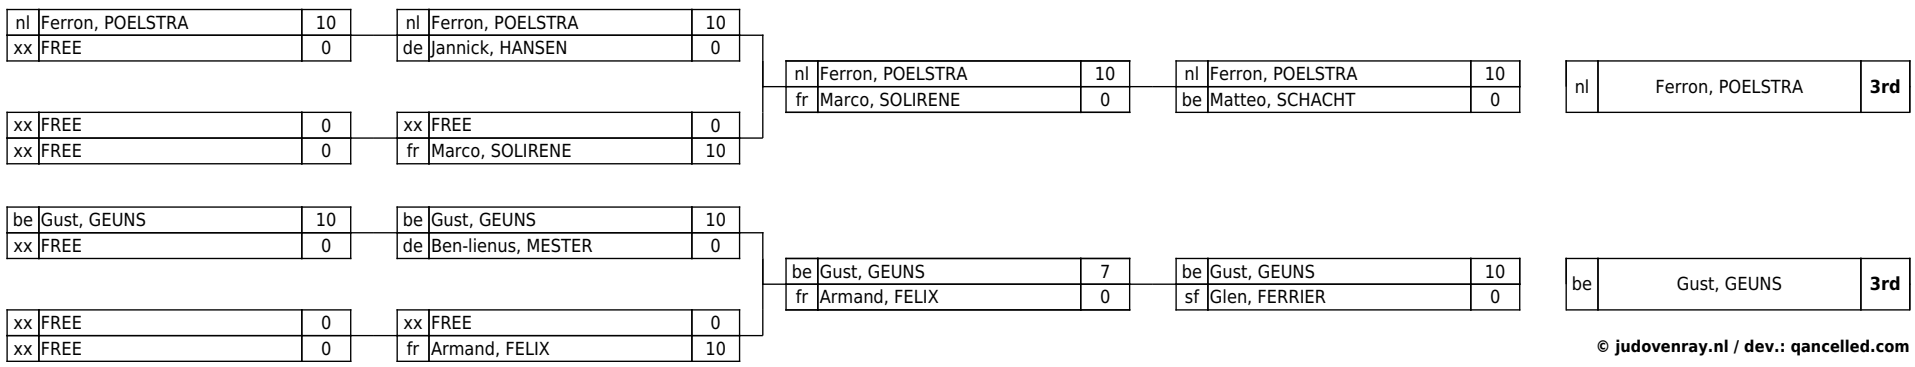 nl Ferron, POELSTRA 10 nl Ferron, POELSTRA 10
xx FREE 0 de Jannick, HANSEN 0
nl Ferron, POELSTRA 10 nl Ferron, POELSTRA 10
nl Ferron, POELSTRA 3rd
fr Marco, SOLIRENE 0 be Matteo, SCHACHT 0
xx FREE 0 xx FREE 0
xx FREE 0 fr Marco, SOLIRENE 10
be Gust, GEUNS 10 be Gust, GEUNS 10
xx FREE 0 de Ben-lienus, MESTER 0
be Gust, GEUNS 7 be Gust, GEUNS 10
be Gust, GEUNS 3rd
fr Armand, FELIX 0 sf Glen, FERRIER 0
xx FREE 0 xx FREE 0
xx FREE 0 fr Armand, FELIX 10
© judovenray.nl / dev.: qancelled.com